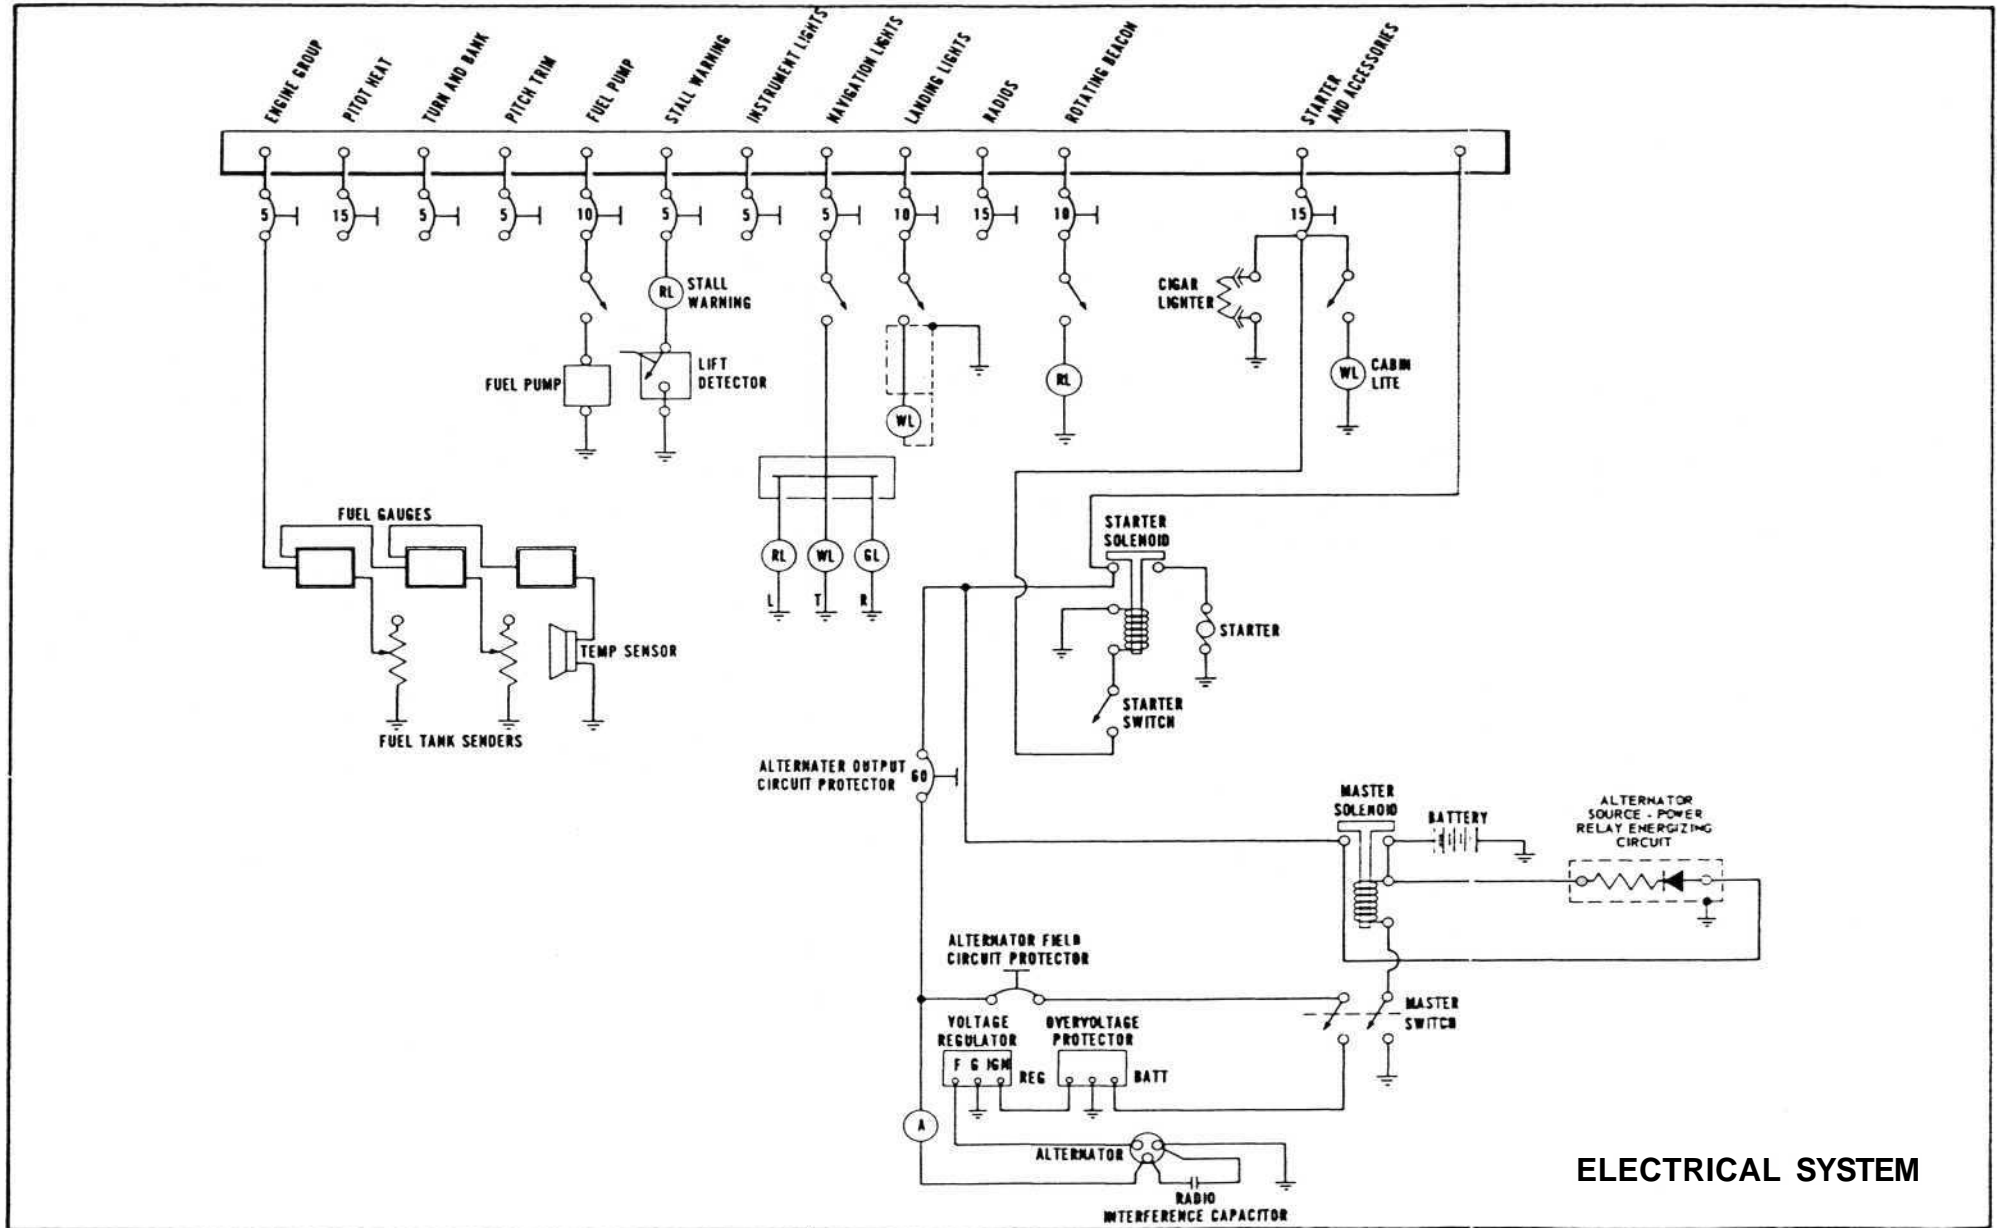 ENGINE GROUP
PITOT HEAT
TURN AND BANK
PITCH TRIM
FUEL PUMP
STALL WARNING
INSTRUMENT LIGHTS
NAVIGATION LIGHTS
LANDING LIGHTS
RADIOS
ROTATING BEACON
STARTER
AND ACCESSORIES
5
15
5
5
10
5
5
5
10
15
10
15
RL
STALL
WARNING
CIGAR
LIGHTER
FUEL PUMP
LIFT
DETECTOR
WL
RL
WL
CABIN
LITE
FUEL GAUGES
RL
WL
GL
L
T
R
STARTER
SOLENOID
STARTER
TEMP SENSOR
STARTER
SWITCH
FUEL TANK SENDERS
ALTERNATER OUTPUT
CIRCUIT PROTECTOR
60
MASTER
SOLENOID
BATTERY
ALTERNATOR
SOURCE - POWER
RELAY ENERGIZING
CIRCUIT
ALTERNATOR FIELD
CIRCUIT PROTECTOR
MASTER
SWITCH
VOLTAGE
REGULATOR
OVERVOLTAGE
PROTECTOR
F G IGN
REG
BATT
A
ALTERNATOR
RADIO
INTERFERENCE CAPACITOR
ELECTRICAL SYSTEM